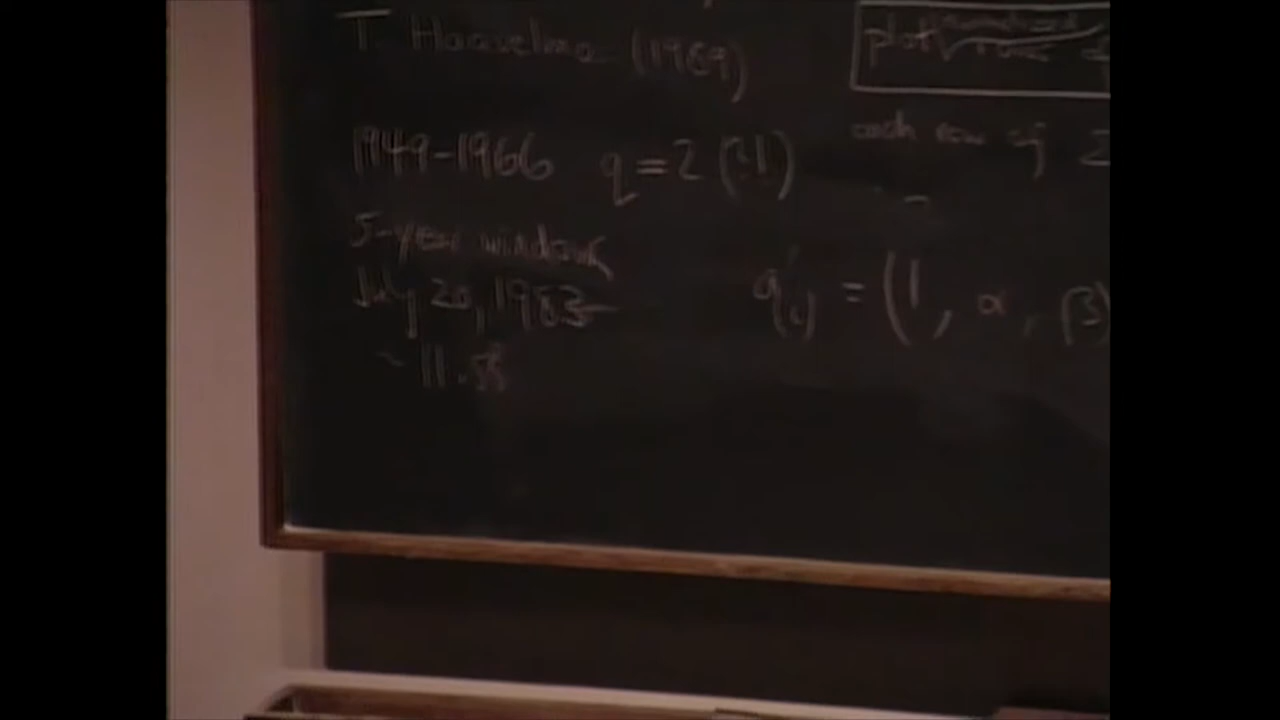 T Haavelmo (1989)
plot
each row of Σ
1949-1966 q = 2 (3.1)
5-year windows
July 20, 1983-
~ 11.58
q'(i) = (1, α, β)